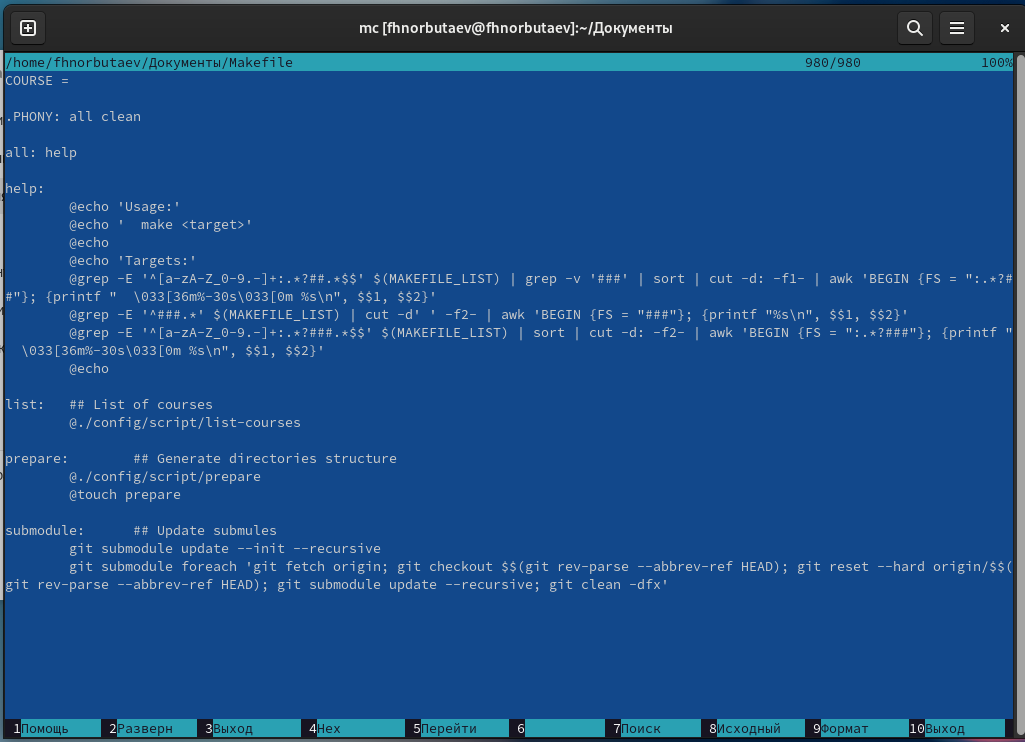 mc [fhnorbutaev@fhnorbutaev]:~/Документы
/home/fhnorbutaev/Документы/Makefile 980/980 100%
COURSE =
.PHONY: all clean
all: help
help:
@echo 'Usage:'
@echo '  make <target>'
@echo
@echo 'Targets:'
@grep -E '^[a-zA-Z_0-9.-]+:.*?##.*$$' $(MAKEFILE_LIST) | grep -v '###' | sort | cut -d: -f1- | awk 'BEGIN {FS = ":.*?#
#"}; {printf "  \033[36m%-30s\033[0m %s\n", $$1, $$2}'
@grep -E '^###.*' $(MAKEFILE_LIST) | cut -d' ' -f2- | awk 'BEGIN {FS = "###"}; {printf "%s\n", $$1, $$2}'
@grep -E '^[a-zA-Z_0-9.-]+:.*?###.*$$' $(MAKEFILE_LIST) | sort | cut -d: -f2- | awk 'BEGIN {FS = ":.*?###"}; {printf "
\033[36m%-30s\033[0m %s\n", $$1, $$2}'
@echo
list:   ## List of courses
@./config/script/list-courses
prepare:        ## Generate directories structure
@./config/script/prepare
@touch prepare
submodule:      ## Update submules
git submodule update --init --recursive
git submodule foreach 'git fetch origin; git checkout $$(git rev-parse --abbrev-ref HEAD); git reset --hard origin/$$(
git rev-parse --abbrev-ref HEAD); git submodule update --recursive; git clean -dfx'
1Помощь 2Разверн 3Выход 4Hex 5Перейти 6 7Поиск 8Исходный 9Формат 10Выход